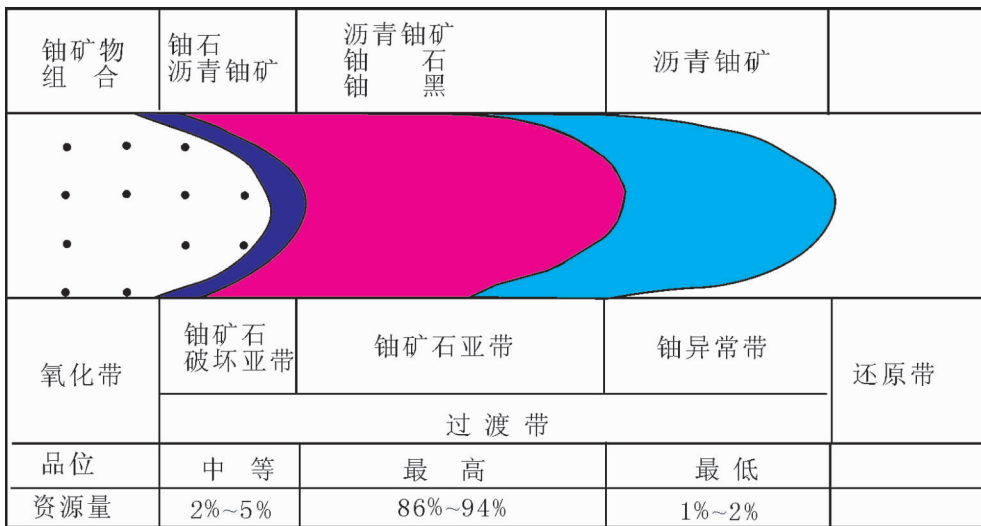 铀矿物
组 合
铀石
沥青铀矿
沥青铀矿
铀 石
铀 黑
沥青铀矿
氧化带
铀矿石
破坏亚带
铀矿石亚带
铀异常带
还原带
过 渡 带
品位
中 等
最 高
最 低
资源量
2%~5%
86%~94%
1%~2%